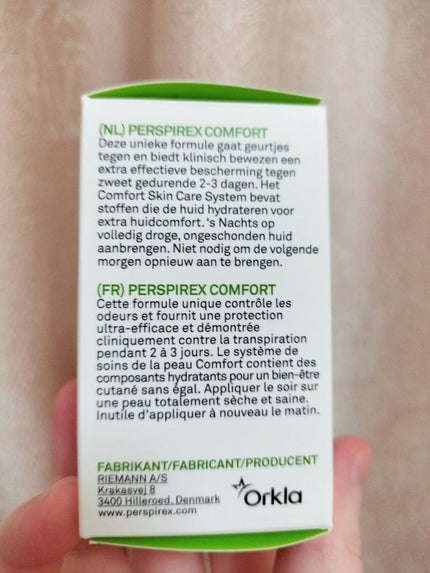 (NL) PERSPIREX COMFORT
Deze unieke formule gaat geurtjes
tegen en biedt klinisch bewezen een
extra effectieve bescherming tegen
zweet gedurende 2-3 dagen. Het
Comfort Skin Care System bevat
stoffen die de huid hydrateren voor
extra huidcomfort. ‘s Nachts op
volledig droge, ongeschonden huid
aanbrengen. Niet nodig om de volgende
morgen opnieuw aan te brengen.
(FR) PERSPIREX COMFORT
Cette formule unique contrôle les
odeurs et fournit une protection
ultra-efficace et démontrée
cliniquement contre la transpiration
pendant 2 à 3 jours. Le système de
soins de la peau Comfort contient des
composants hydratants pour un bien-être
cutané sans égal. Appliquer le soir sur
une peau totalement sèche et saine.
Inutile d'appliquer à nouveau le matin.
FABRIKANT/FABRICANT/PRODUCENT
RIEMANN A/S
Krakasvej 8
3400 Hilleroed, Denmark
www.perspirex.com
Orkla